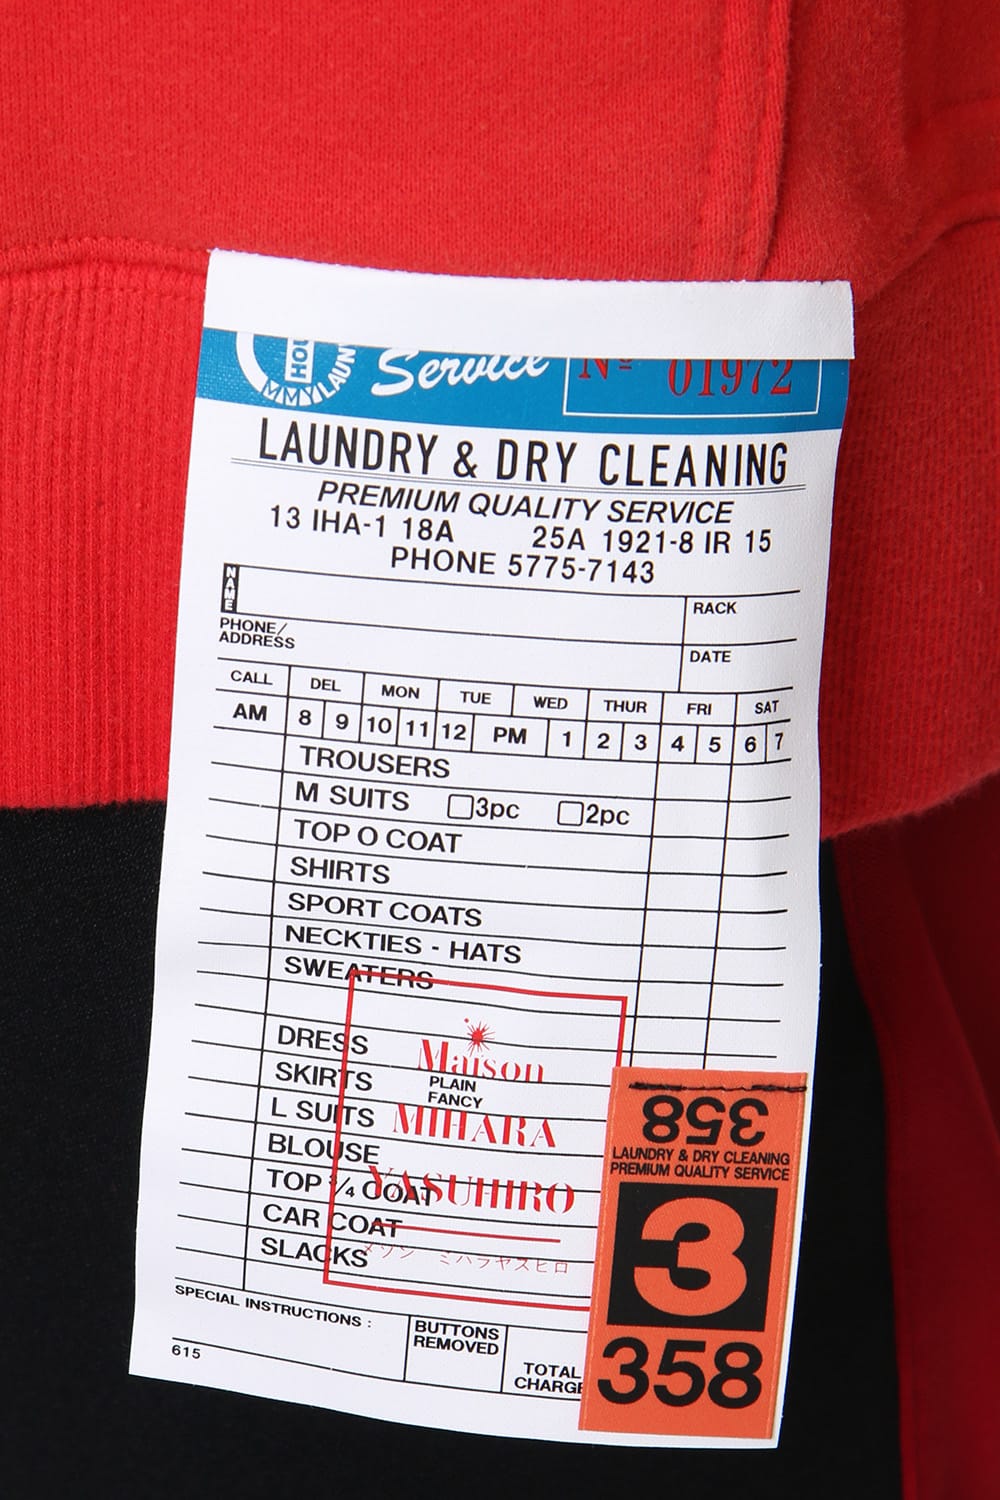 HOU
MMY LAUN
Service
Nº 01972
LAUNDRY & DRY CLEANING
PREMIUM QUALITY SERVICE
13 IHA-1 18A 25A 1921-8 IR 15
PHONE 5775-7143
NAME
RACK
PHONE/
ADDRESS
DATE
CALL DEL MON TUE WED THUR FRI SAT
AM 8 9 10 11 12 PM 1 2 3 4 5 6 7
TROUSERS
M SUITS 3pc 2pc
TOP O COAT
SHIRTS
SPORT COATS
NECKTIES - HATS
SWEATERS
DRESS
Maison
SKIRTS PLAIN
FANCY
L SUITS
MIHARA
BLOUSE
TOP ¾ COAT
YASUHIRO
CAR COAT
SLACKS
メゾン ミハラヤスヒロ
SPECIAL INSTRUCTIONS :
BUTTONS
REMOVED
TOTAL
CHARGE
615
358
LAUNDRY & DRY CLEANING
PREMIUM QUALITY SERVICE
3
358